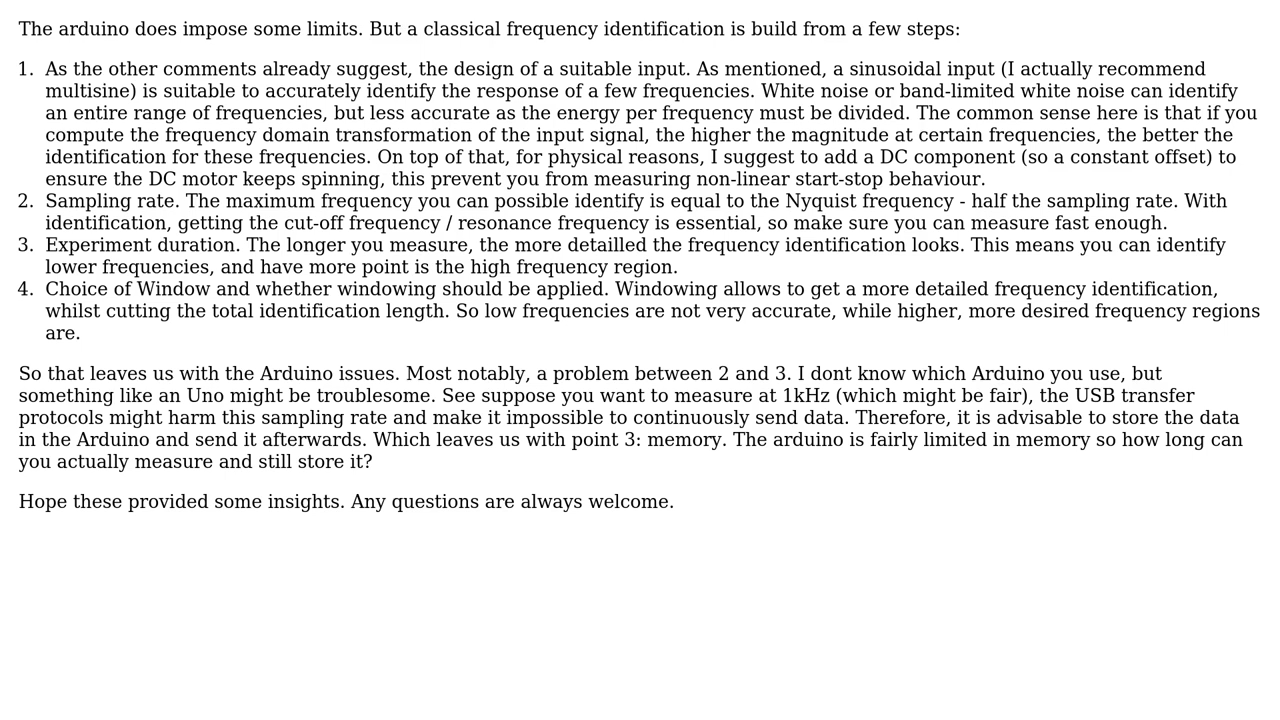 The arduino does impose some limits. But a classical frequency identification is build from a few steps:
1. As the other comments already suggest, the design of a suitable input. As mentioned, a sinusoidal input (I actually recommend
multisine) is suitable to accurately identify the response of a few frequencies. White noise or band-limited white noise can identify
an entire range of frequencies, but less accurate as the energy per frequency must be divided. The common sense here is that if you
compute the frequency domain transformation of the input signal, the higher the magnitude at certain frequencies, the better the
identification for these frequencies. On top of that, for physical reasons, I suggest to add a DC component (so a constant offset) to
ensure the DC motor keeps spinning, this prevent you from measuring non-linear start-stop behaviour.
2. Sampling rate. The maximum frequency you can possible identify is equal to the Nyquist frequency - half the sampling rate. With
identification, getting the cut-off frequency / resonance frequency is essential, so make sure you can measure fast enough.
3. Experiment duration. The longer you measure, the more detailled the frequency identification looks. This means you can identify
lower frequencies, and have more point is the high frequency region.
4. Choice of Window and whether windowing should be applied. Windowing allows to get a more detailed frequency identification,
whilst cutting the total identification length. So low frequencies are not very accurate, while higher, more desired frequency regions
are.
So that leaves us with the Arduino issues. Most notably, a problem between 2 and 3. I dont know which Arduino you use, but
something like an Uno might be troublesome. See suppose you want to measure at 1kHz (which might be fair), the USB transfer
protocols might harm this sampling rate and make it impossible to continuously send data. Therefore, it is advisable to store the data
in the Arduino and send it afterwards. Which leaves us with point 3: memory. The arduino is fairly limited in memory so how long can
you actually measure and still store it?
Hope these provided some insights. Any questions are always welcome.